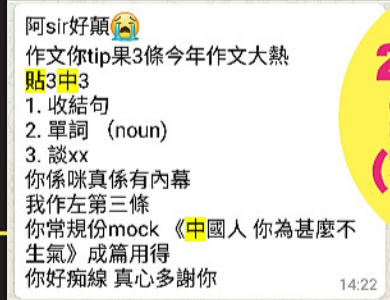 阿sir好顛😭
作文你tip果3條今年作文大熱
貼3中3
1. 收結句
2. 單詞 （noun）
3. 談xx
你係咪真係有內幕
我作左第三條
你常規份mock 《中國人 你為甚麼不
生氣》成篇用得
你好痴線 真心多謝你
14:22